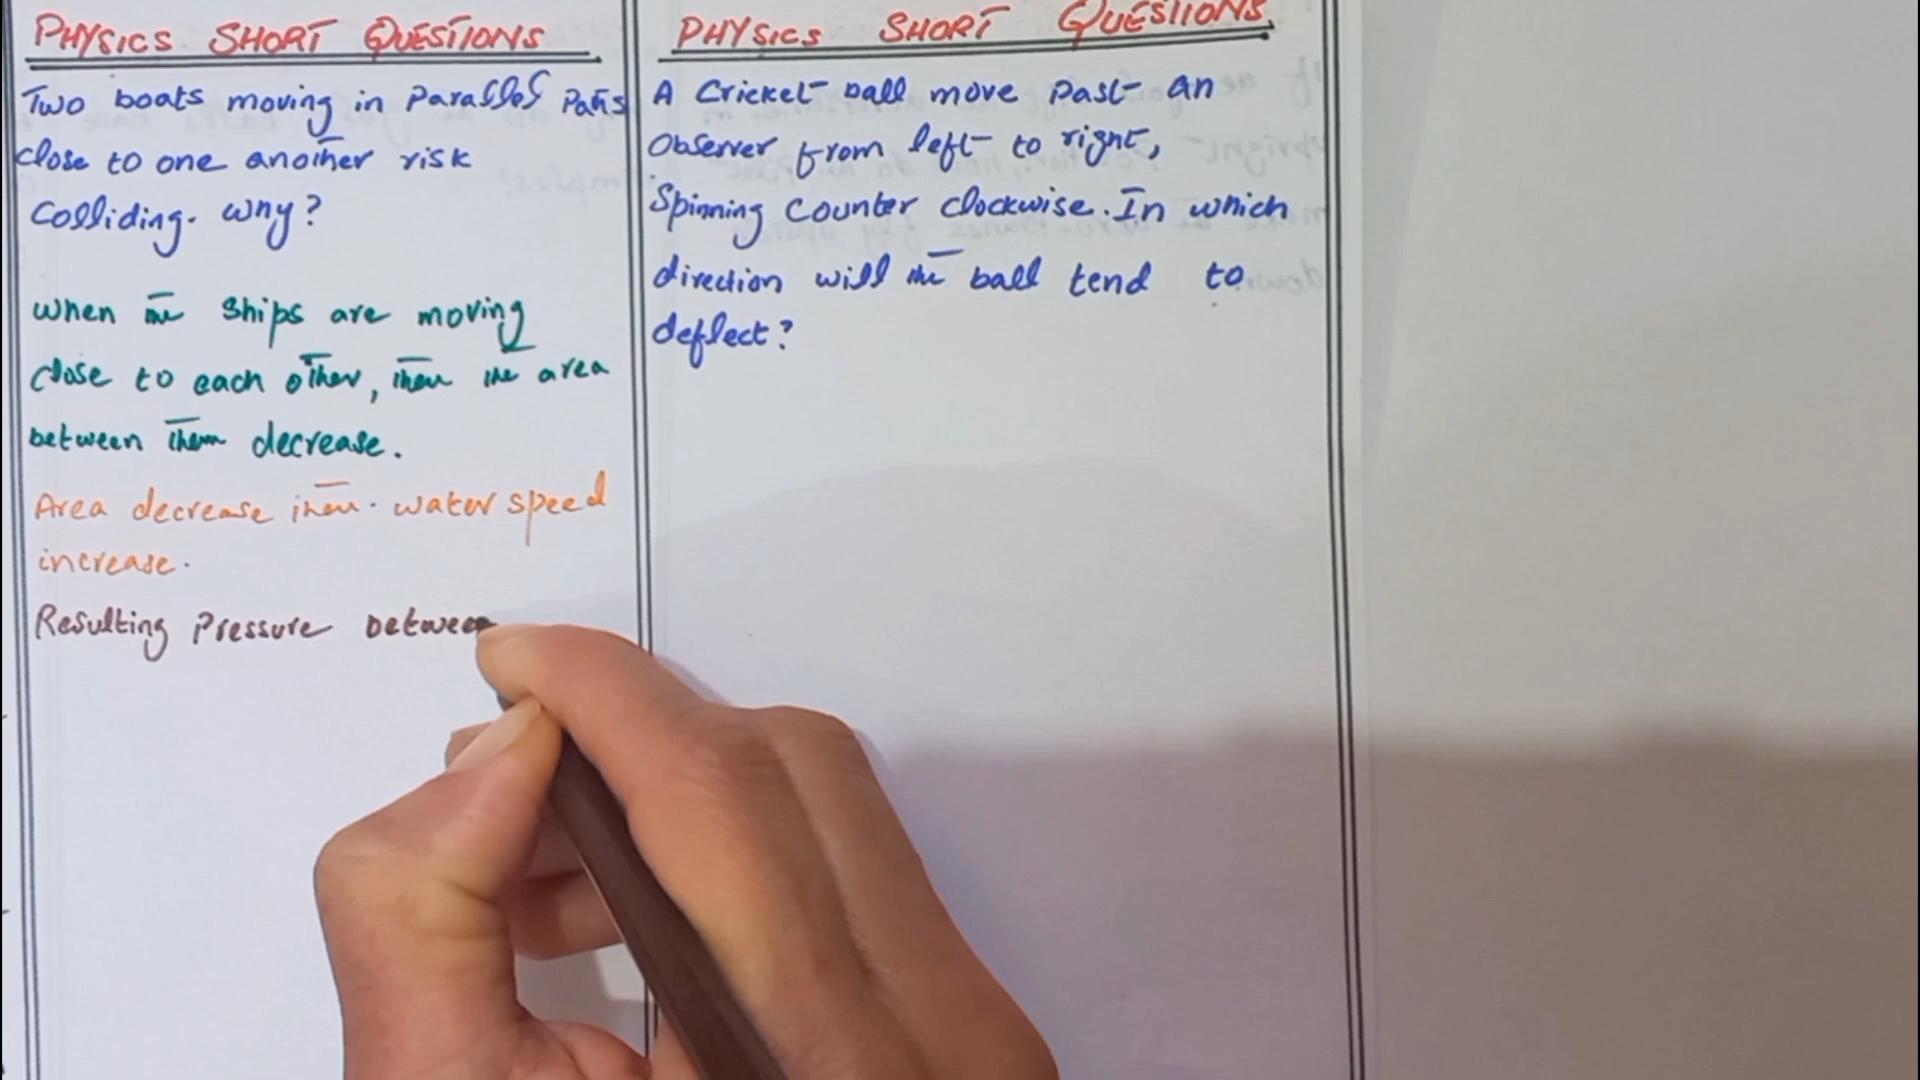 PHYSICS SHORT QUESTIONS
Two boats moving in Parallel Paths
close to one another risk
colliding. Why?
When the ships are moving
close to each other, then the area
between them decrease.
Area decrease then. water speed
increase.
Resulting Pressure between
PHYSICS SHORT QUESTIONS
A Cricket ball move Past an
Observer from left to right,
Spinning Counter clockwise. In which
direction will the ball tend to
deflect?